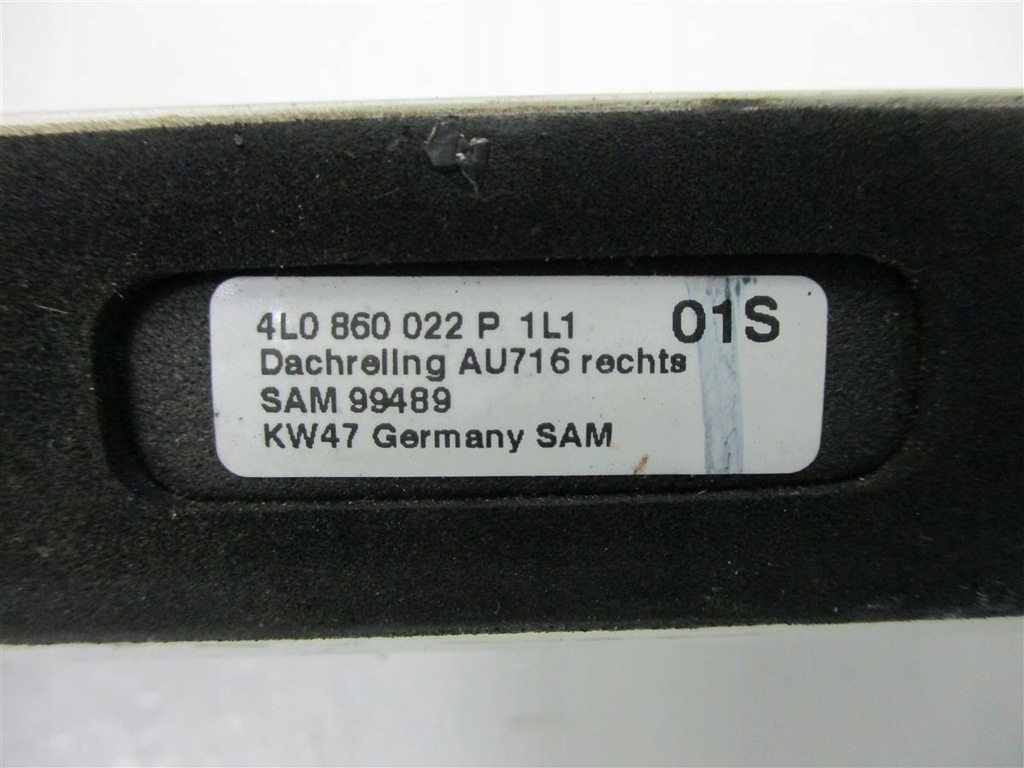 4L0 860 022 P 1L1 01S
Dachreling AU716 rechts
SAM 99489
KW47 Germany SAM